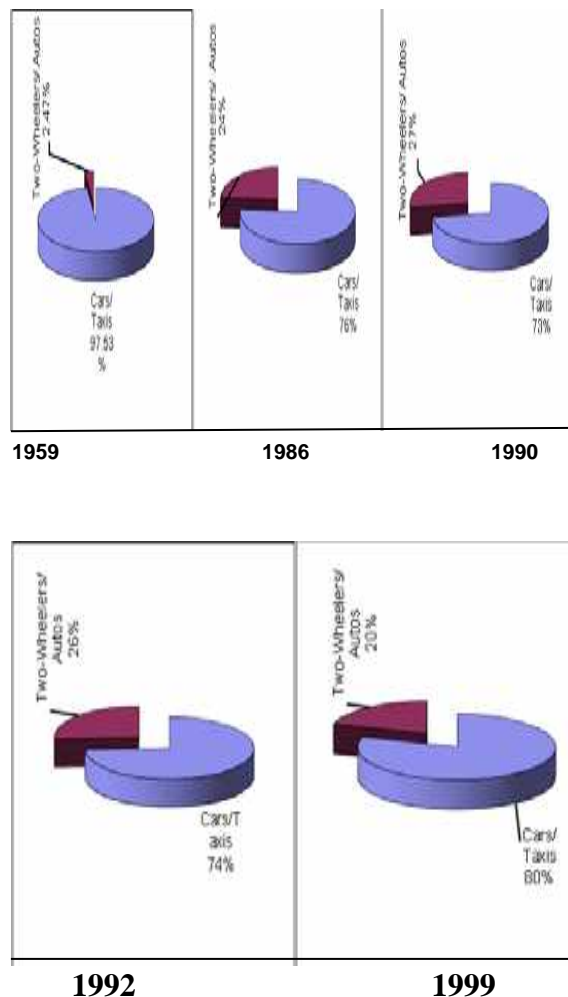 Two-Wheelers/ Autos
2.47%
Cars/
Taxis
97.53
%
Two-Wheelers/ Autos
24%
Cars/
Taxis
76%
Two-Wheelers/ Autos
27%
Cars/
Taxis
73%
1959
1986
1990
Two-Wheelers/
Autos
26%
Cars/T
axis
74%
Two-Wheelers/
Autos
20%
Cars/
Taxis
80%
1992
1999